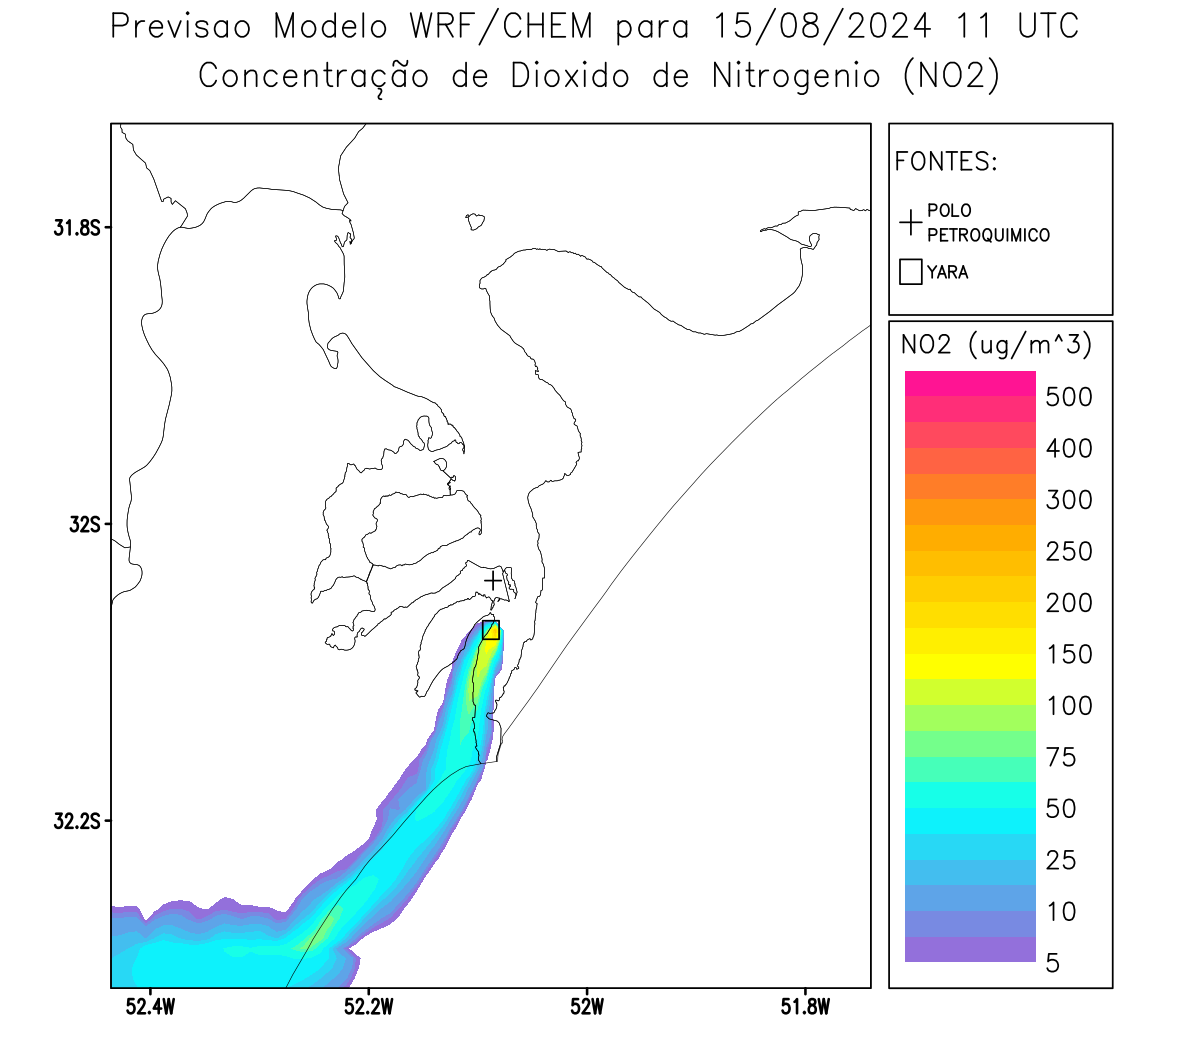 Previsao Modelo WRF/CHEM para 15/08/2024 11 UTC
Concentração de Dioxido de Nitrogenio (NO2)
FONTES:
POLO
PETROQUIMICO
YARA
NO2 (ug/m^3)
500
400
300
250
200
150
100
75
50
25
10
5
31.8S
32S
32.2S
52.4W
52.2W
52W
51.8W